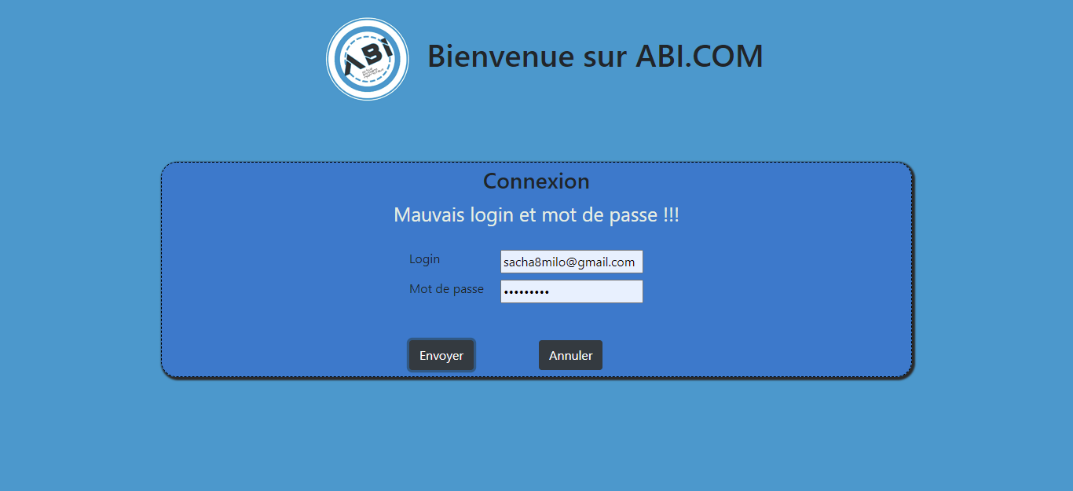 ABI
Bienvenue sur ABI.COM
Connexion
Mauvais login et mot de passe !!!
Login
sacha8milo@gmail.com
Mot de passe
•••••••••
Envoyer
Annuler